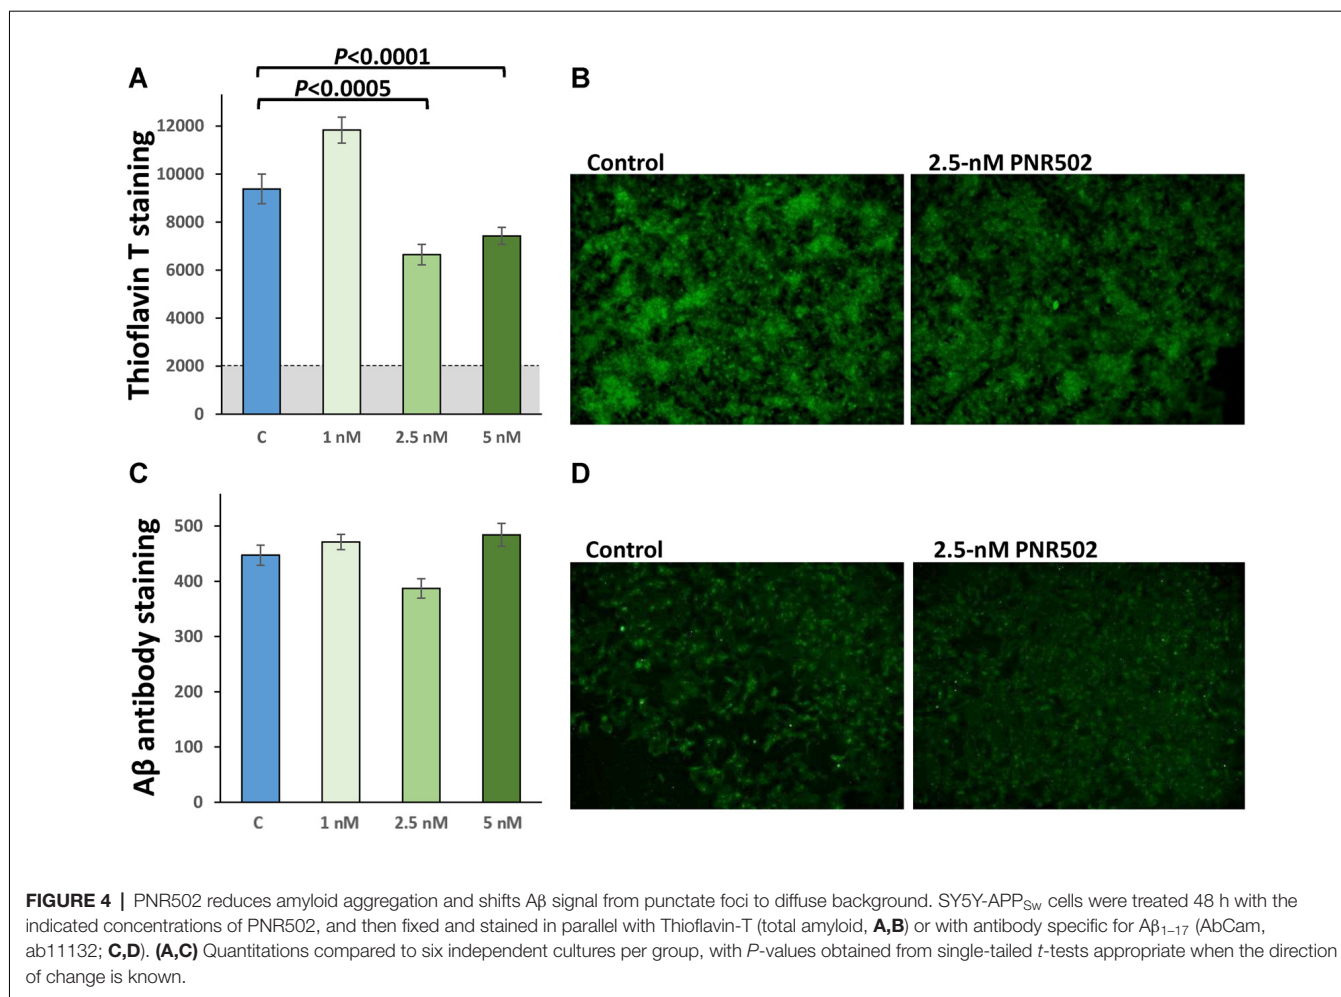 A
P<0.0001
P<0.0005
Thioflavin T staining
12000
10000
8000
6000
4000
2000
0
C
1 nM
2.5 nM
5 nM
B
Control
2.5-nM PNR502
C
Aβ antibody staining
500
400
300
200
100
0
C
1 nM
2.5 nM
5 nM
D
Control
2.5-nM PNR502
FIGURE 4 | PNR502 reduces amyloid aggregation and shifts Aβ signal from punctate foci to diffuse background. SY5Y-APPSw cells were treated 48 h with the
indicated concentrations of PNR502, and then fixed and stained in parallel with Thioflavin-T (total amyloid, A,B) or with antibody specific for Aβ1–17 (AbCam,
ab11132; C,D). (A,C) Quantitations compared to six independent cultures per group, with P-values obtained from single-tailed t-tests appropriate when the direction
of change is known.